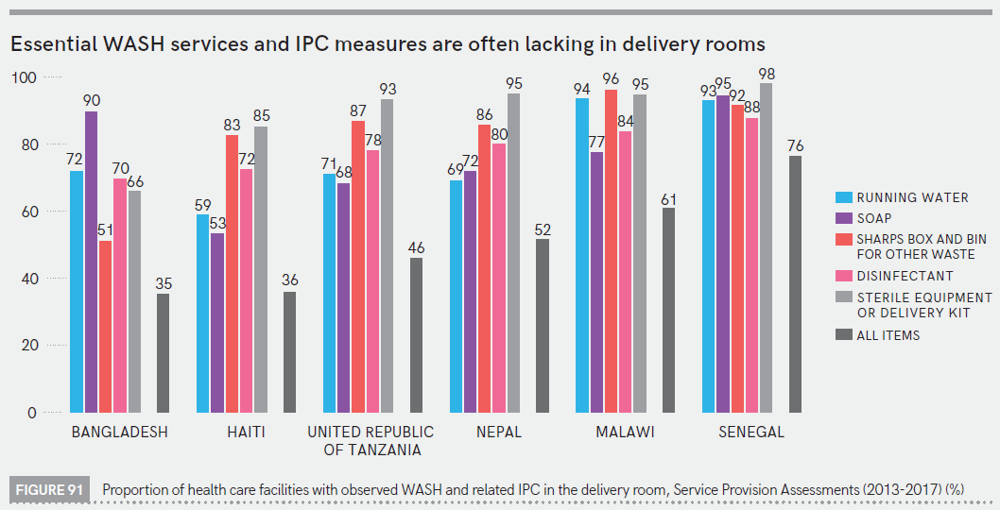 Essential WASH services and IPC measures are often lacking in delivery rooms
100
80
60
40
20
0
72
90
51
70
66
35
59
53
83
72
85
36
71
68
87
78
93
46
69
72
86
80
95
52
94
77
96
84
95
61
93
95
92
88
98
76
BANGLADESH
HAITI
UNITED REPUBLIC
OF TANZANIA
NEPAL
MALAWI
SENEGAL
RUNNING WATER
SOAP
SHARPS BOX AND BIN
FOR OTHER WASTE
DISINFECTANT
STERILE EQUIPMENT
OR DELIVERY KIT
ALL ITEMS
FIGURE 91 Proportion of health care facilities with observed WASH and related IPC in the delivery room, Service Provision Assessments (2013-2017) (%)